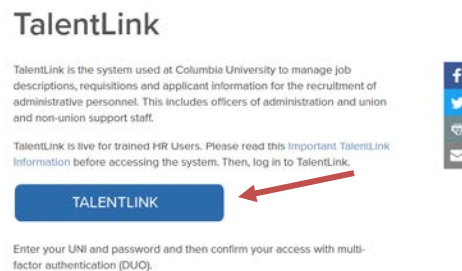 TalentLink
TalentLink is the system used at Columbia University to manage job
descriptions, requisitions and applicant information for the recruitment of
administrative personnel. This includes officers of administration and union
and non-union support staff.
TalentLink is live for trained HR Users. Please read this Important TalentLink
Information before accessing the system. Then, log in to TalentLink.
TALENTLINK
Enter your UNI and password and then confirm your access with multi-
factor authentication (DUO).